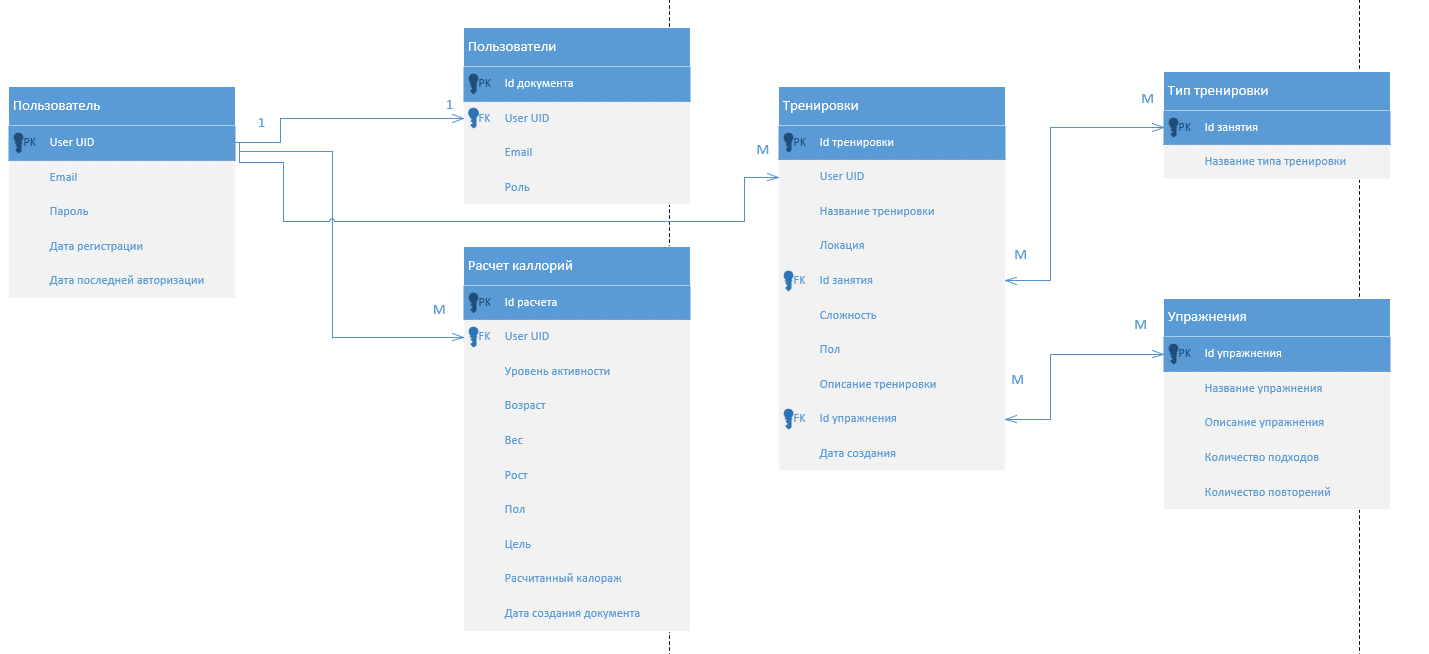 Пользователь
PK User UID
Email
Пароль
Дата регистрации
Дата последней авторизации
1
1
М
М
Пользователи
PK Id документа
FK User UID
Email
Роль
Расчет каллорий
PK Id расчета
FK User UID
Уровень активности
Возраст
Вес
Рост
Пол
Цель
Расчитанный калораж
Дата создания документа
Тренировки
PK Id тренировки
User UID
Название тренировки
Локация
FK Id занятия
Сложность
Пол
Описание тренировки
FK Id упражнения
Дата создания
М
М
М
М
Тип тренировки
PK Id занятия
Название типа тренировки
Упражнения
PK Id упражнения
Название упражнения
Описание упражнения
Количество подходов
Количество повторений